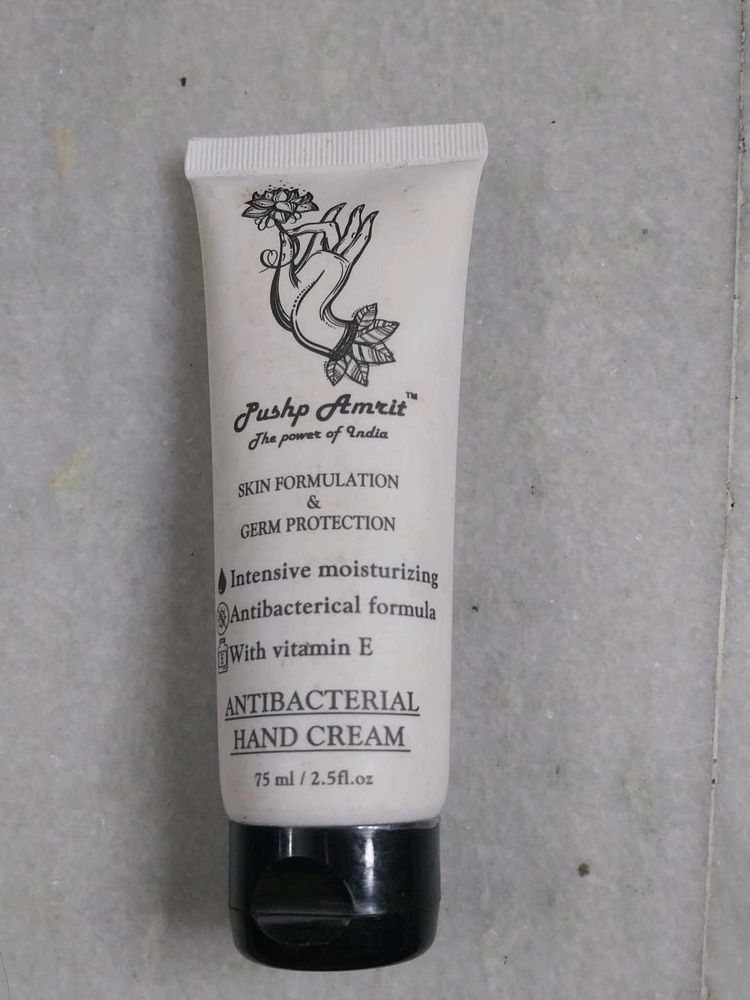 Pushp Amrit™
The power of India
SKIN FORMULATION
&
GERM PROTECTION
Intensive moisturizing
Antibacterical formula
E
With vitamin E
ANTIBACTERIAL
HAND CREAM
75 ml / 2.5fl.oz